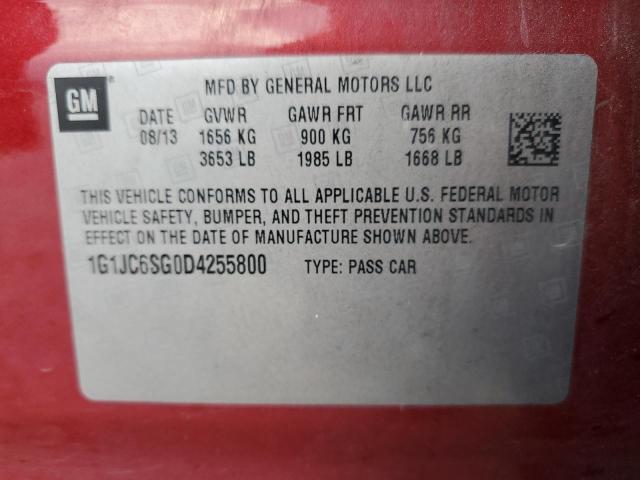 GM
MFD BY GENERAL MOTORS LLC
DATE GVWR GAWR FRT GAWR RR
08/13 1656 KG 900 KG 756 KG
3653 LB 1985 LB 1668 LB
THIS VEHICLE CONFORMS TO ALL APPLICABLE U.S. FEDERAL MOTOR
VEHICLE SAFETY, BUMPER, AND THEFT PREVENTION STANDARDS IN
EFFECT ON THE DATE OF MANUFACTURE SHOWN ABOVE.
1G1JC6SG0D4255800 TYPE: PASS CAR